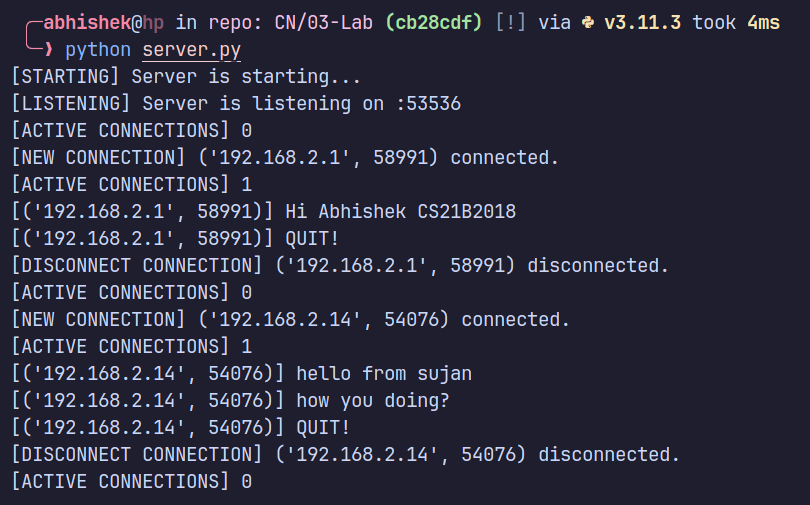 abhishek@hp in repo: CN/03-Lab (cb28cdf) [!] via v3.11.3 took 4ms
❯ python server.py
[STARTING] Server is starting...
[LISTENING] Server is listening on :53536
[ACTIVE CONNECTIONS] 0
[NEW CONNECTION] ('192.168.2.1', 58991) connected.
[ACTIVE CONNECTIONS] 1
[('192.168.2.1', 58991)] Hi Abhishek CS21B2018
[('192.168.2.1', 58991)] QUIT!
[DISCONNECT CONNECTION] ('192.168.2.1', 58991) disconnected.
[ACTIVE CONNECTIONS] 0
[NEW CONNECTION] ('192.168.2.14', 54076) connected.
[ACTIVE CONNECTIONS] 1
[('192.168.2.14', 54076)] hello from sujan
[('192.168.2.14', 54076)] how you doing?
[('192.168.2.14', 54076)] QUIT!
[DISCONNECT CONNECTION] ('192.168.2.14', 54076) disconnected.
[ACTIVE CONNECTIONS] 0